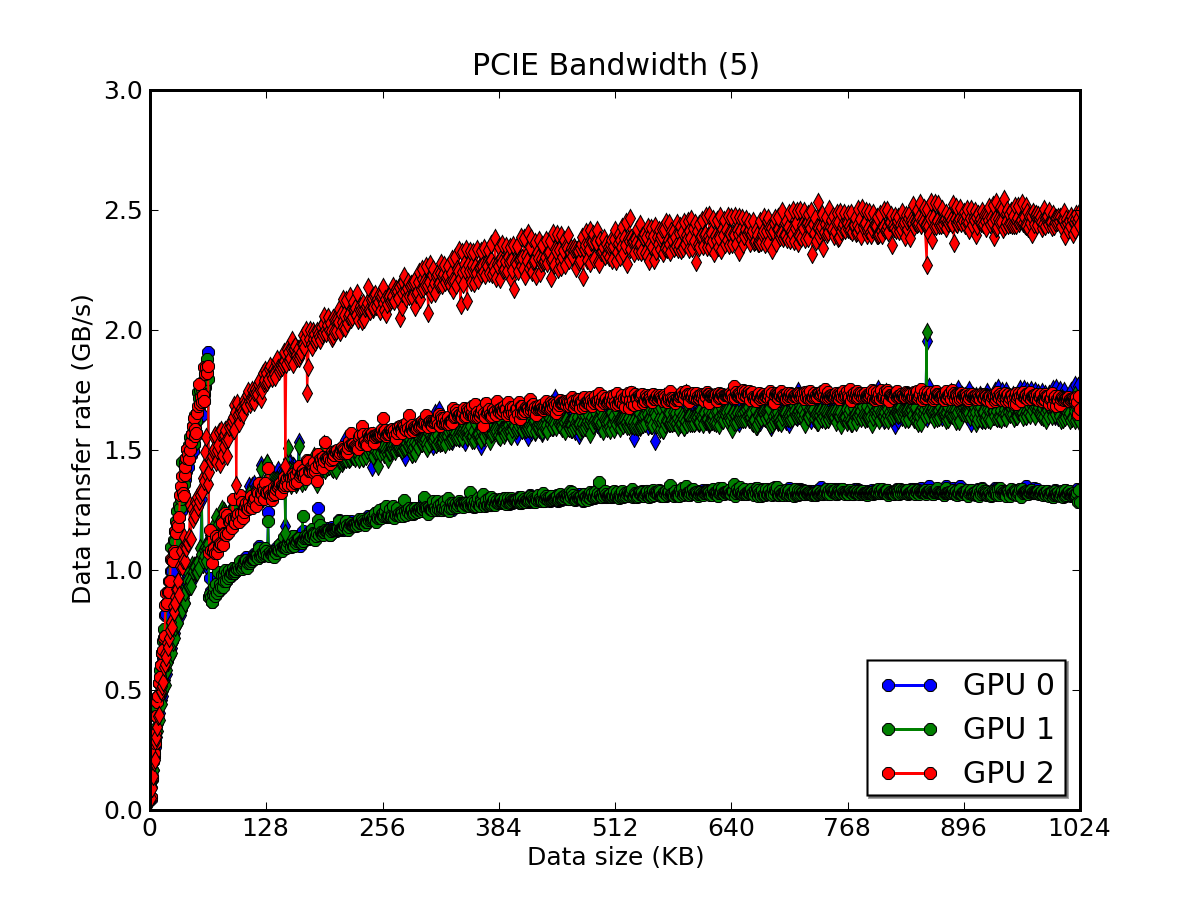 PCIE Bandwidth (5)
Data transfer rate (GB/s)
3.0
2.5
2.0
1.5
1.0
0.5
0.0
0 128 256 384 512 640 768 896 1024
Data size (KB)
GPU 0
GPU 1
GPU 2